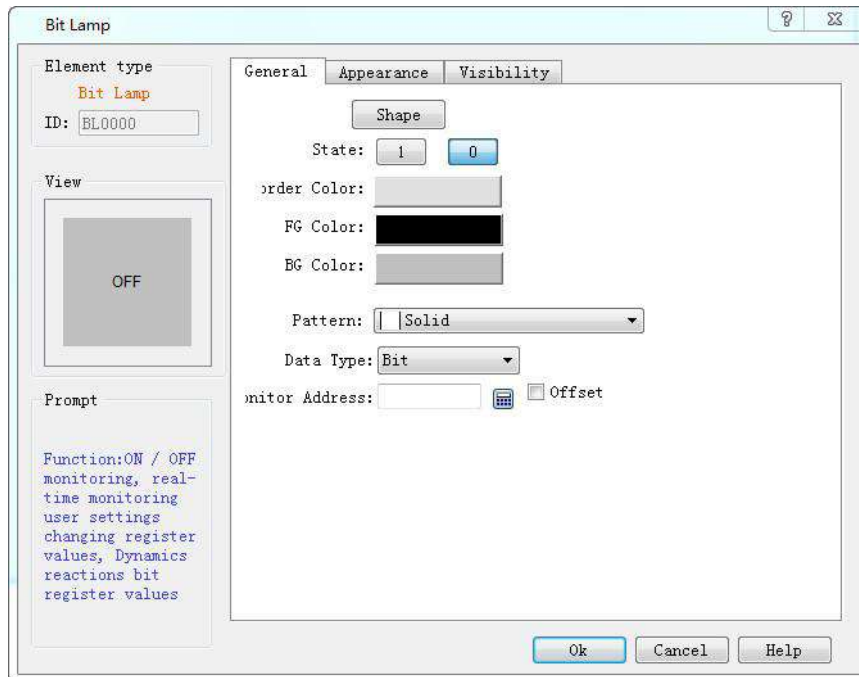 Bit Lamp
Element type
Bit Lamp
ID: BL0000
View
OFF
Prompt
Function:ON / OFF
monitoring, real-
time monitoring
user settings
changing register
values, Dynamics
reactions bit
register values
General Appearance Visibility
Shape
State: 1 0
order Color:
FG Color:
BG Color:
Pattern: Solid
Data Type: Bit
onitor Address: Offset
Ok Cancel Help